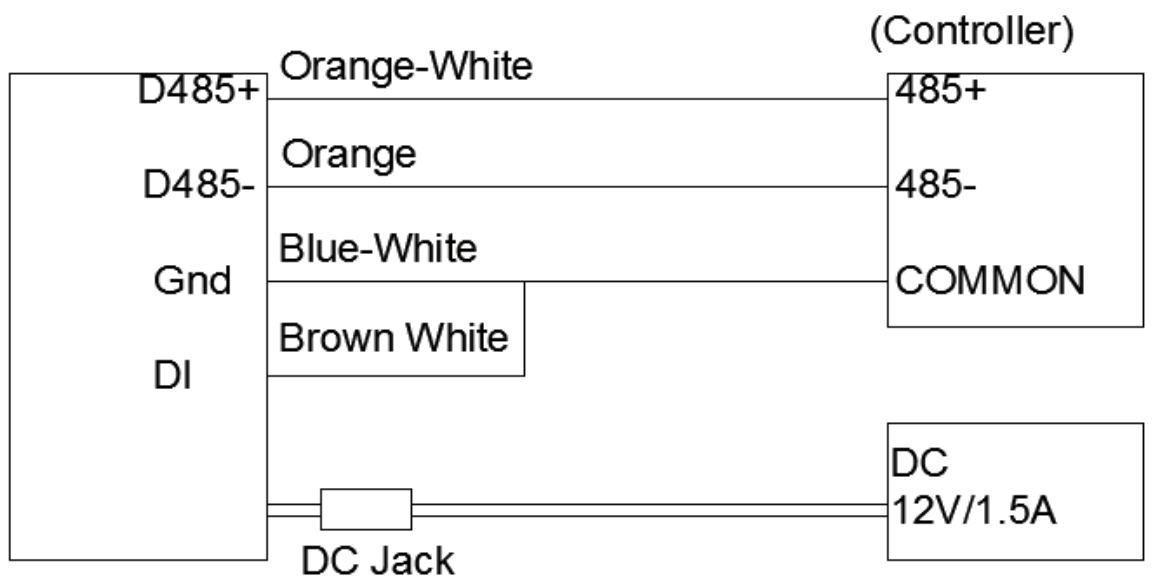 (Controller)
Orange-White
D485+
485+
Orange
D485-
485-
Blue-White
Gnd
COMMON
Brown White
DI
DC
12V/1.5A
DC Jack